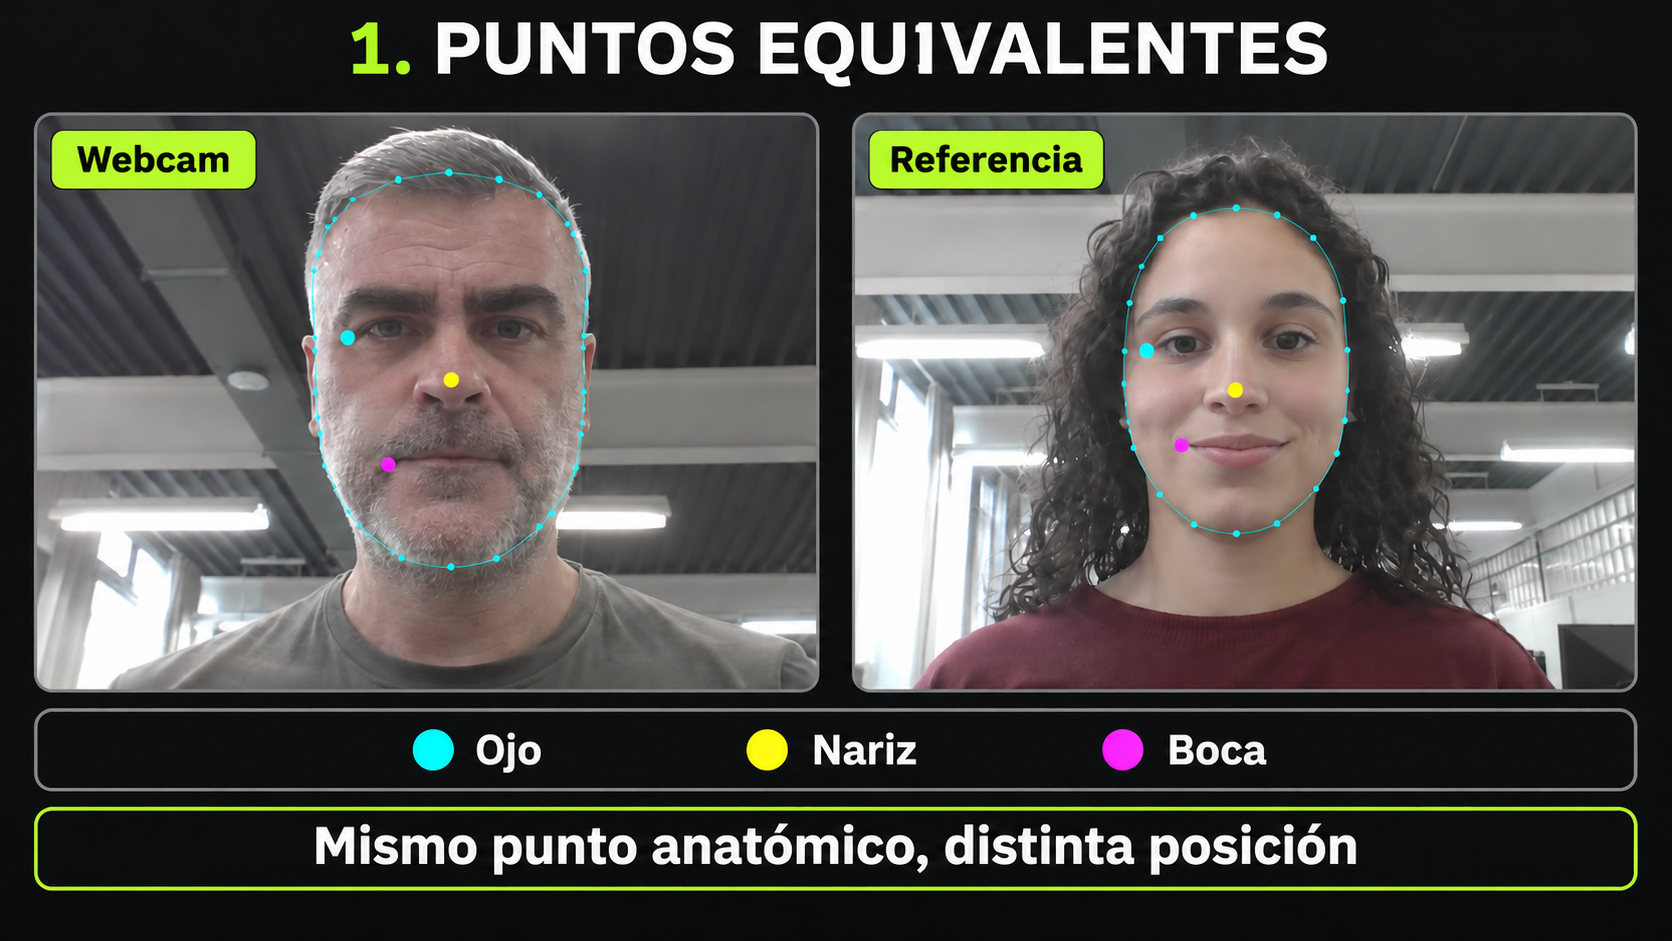 1. PUNTOS EQU1VALENTES
Webcam
Referencia
Ojo
Nariz
Boca
Mismo punto anatómico, distinta posición